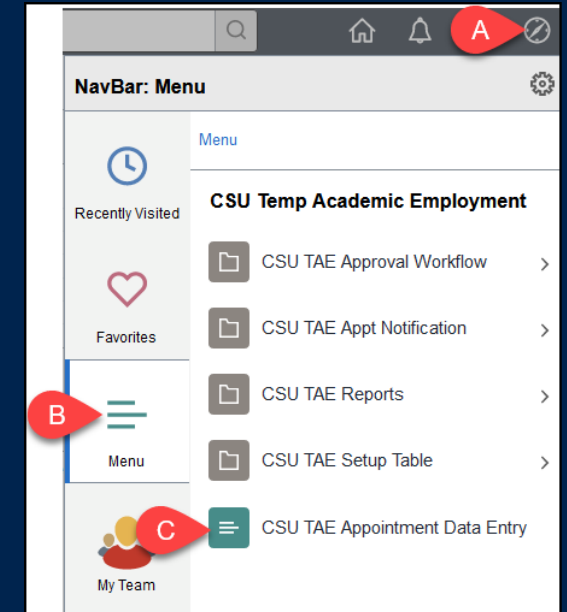 A
NavBar: Menu
Recently Visited
Favorites
B
Menu
My Team
Menu
CSU Temp Academic Employment
CSU TAE Approval Workflow
CSU TAE Appt Notification
CSU TAE Reports
CSU TAE Setup Table
C
CSU TAE Appointment Data Entry